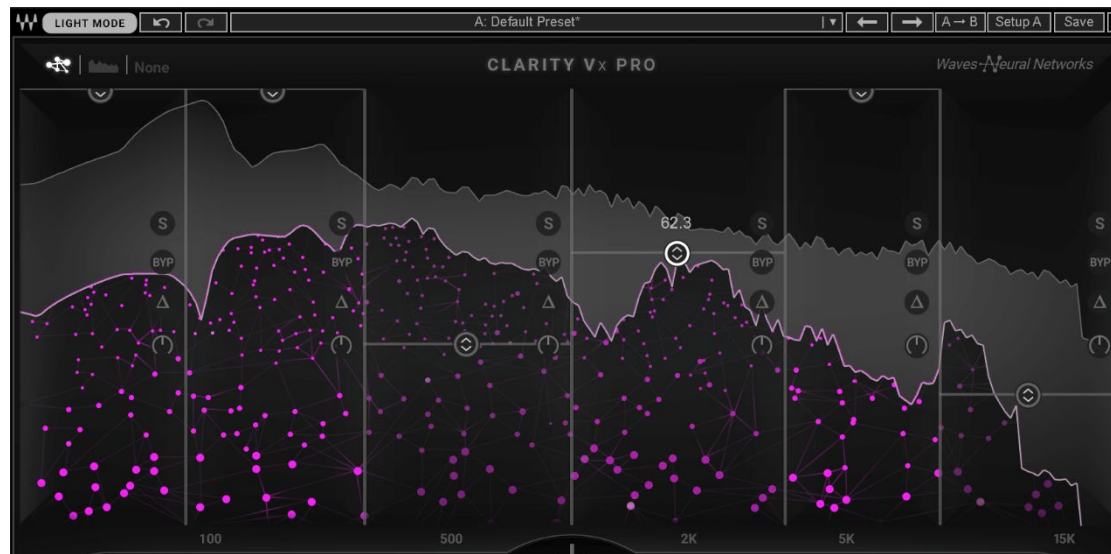 LIGHT MODE A: Default Preset* A → B Setup A Save
None CLARITY Vx PRO Waves Neural Networks
62.3
S S S S S S
BYP BYP BYP BYP BYP BYP
Δ Δ Δ Δ Δ Δ
100 500 2K 5K 15K